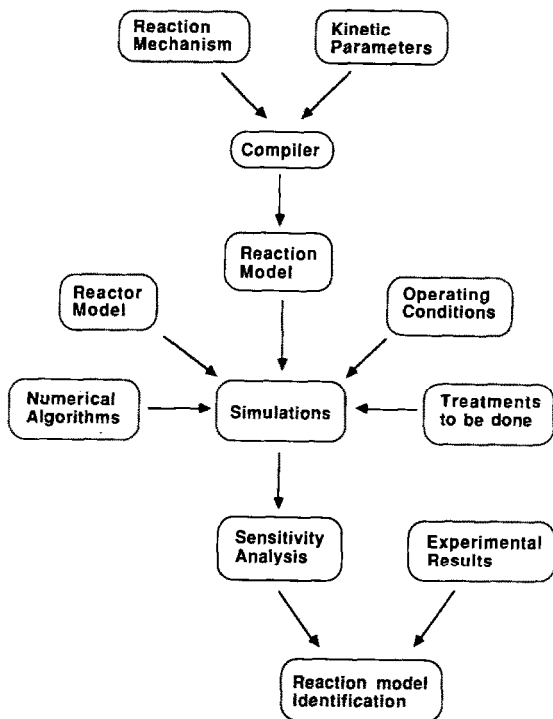 Reaction
Mechanism
Kinetic
Parameters
Compiler
Reaction
Model
Reactor
Model
Operating
Conditions
Numerical
Algorithms
Simulations
Treatments
to be done
Sensitivity
Analysis
Experimental
Results
Reaction model
Identification